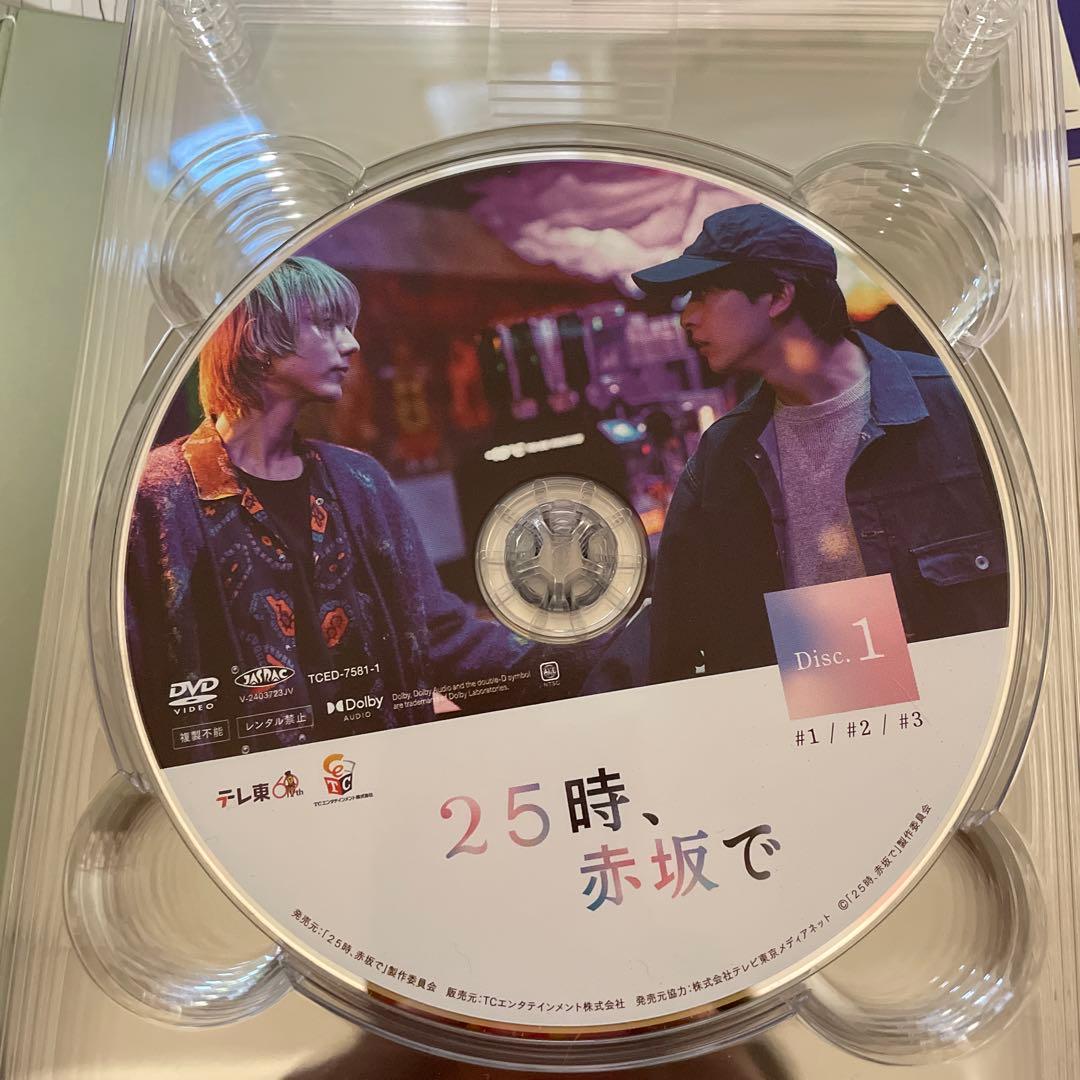 Disc. 1
#1 / #2 / #3
DVD
VIDEO
JASRAC
V-2403723JV
TCED-7581-1
Dolby
AUDIO
Dolby, Dolby Audio and the double-D symbol
are trademarks of Dolby Laboratories.
ALL
NTSC
複製不能
レンタル禁止
テレ東 60th
TC
TCエンタテインメント株式会社
25時、
赤坂で
発売元:「25時、赤坂で」製作委員会 販売元:TCエンタテインメント株式会社 発売元協力:株式会社テレビ東京メディアネット ©「25時、赤坂で」製作委員会